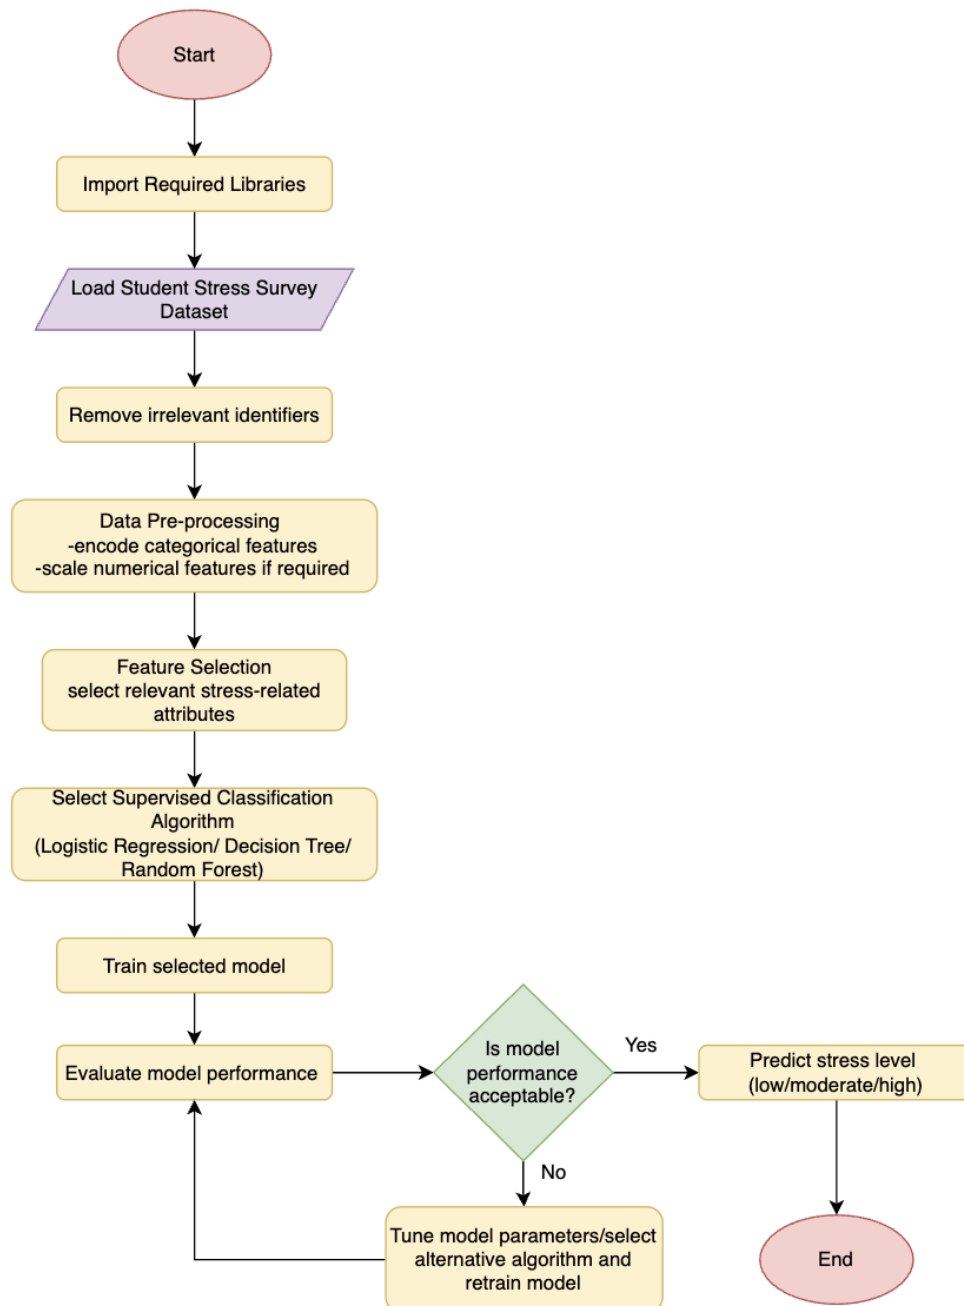 Start
Import Required Libraries
Load Student Stress Survey
Dataset
Remove irrelevant identifiers
Data Pre-processing
-encode categorical features
-scale numerical features if required
Feature Selection
select relevant stress-related
attributes
Select Supervised Classification
Algorithm
(Logistic Regression/ Decision Tree/
Random Forest)
Train selected model
Evaluate model performance
Is model
performance
acceptable?
Yes
Predict stress level
(low/moderate/high)
No
Tune model parameters/select
alternative algorithm and
retrain model
End